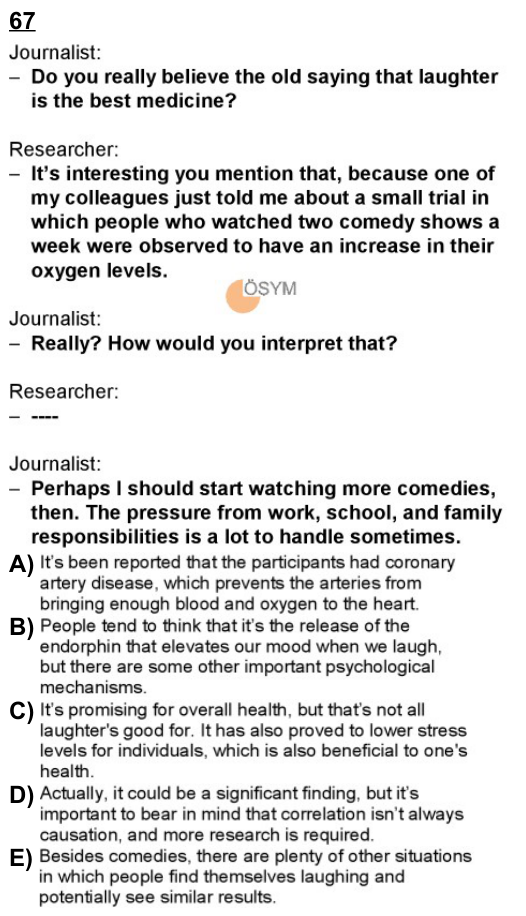 67
Journalist:
– Do you really believe the old saying that laughter
is the best medicine?
Researcher:
– It's interesting you mention that, because one of
my colleagues just told me about a small trial in
which people who watched two comedy shows a
week were observed to have an increase in their
oxygen levels.
ÖSYM
Journalist:
– Really? How would you interpret that?
Researcher:
– ----
Journalist:
– Perhaps I should start watching more comedies,
then. The pressure from work, school, and family
responsibilities is a lot to handle sometimes.
A) It's been reported that the participants had coronary
artery disease, which prevents the arteries from
bringing enough blood and oxygen to the heart.
B) People tend to think that it's the release of the
endorphin that elevates our mood when we laugh,
but there are some other important psychological
mechanisms.
C) It's promising for overall health, but that's not all
laughter's good for. It has also proved to lower stress
levels for individuals, which is also beneficial to one's
health.
D) Actually, it could be a significant finding, but it's
important to bear in mind that correlation isn't always
causation, and more research is required.
E) Besides comedies, there are plenty of other situations
in which people find themselves laughing and
potentially see similar results.